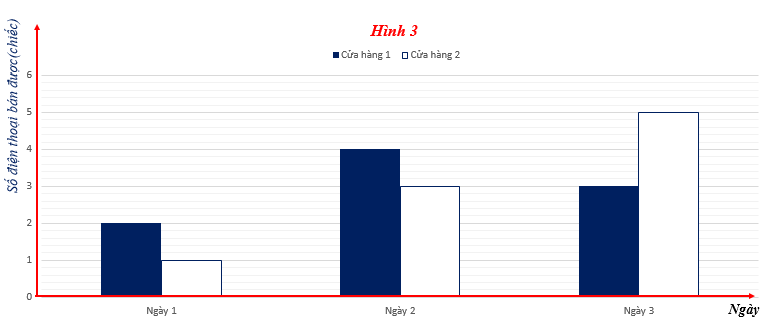 Hình 3
Cửa hàng 1 Cửa hàng 2
Số điện thoại bán được(chiếc)
6
5
4
3
2
1
0
Ngày 1 Ngày 2 Ngày 3
Ngày